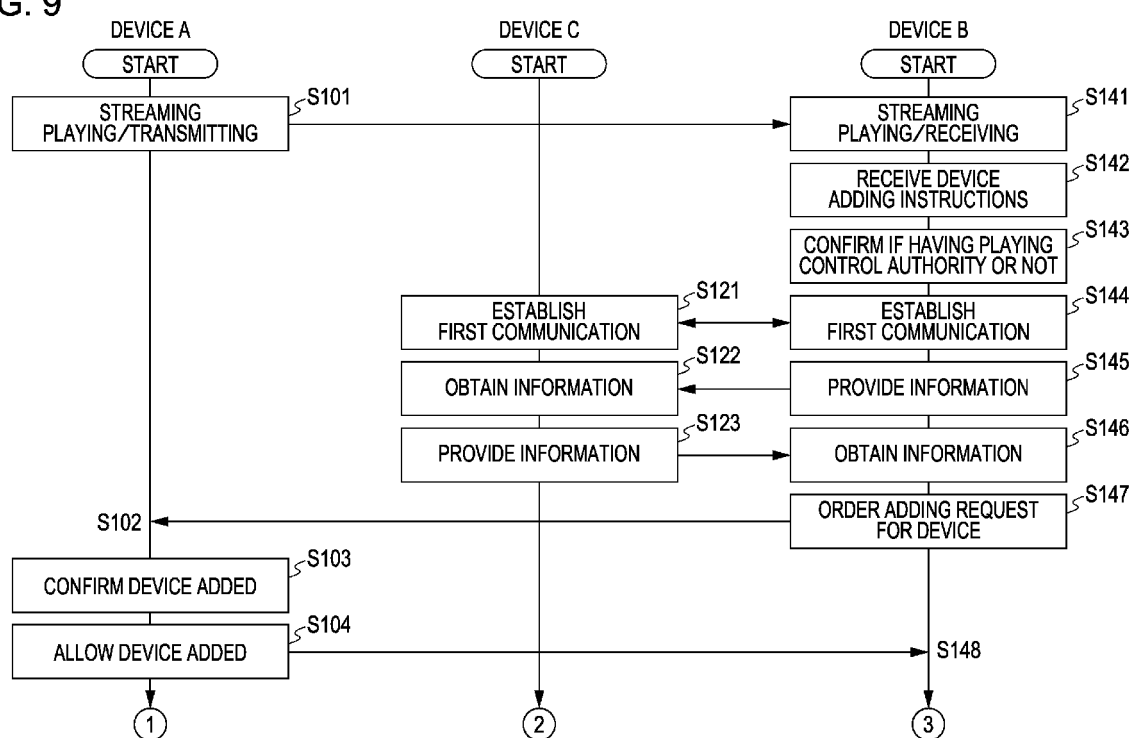 G. 9
DEVICE A
DEVICE C
DEVICE B
START
START
START
STREAMING
PLAYING/TRANSMITTING
S101
STREAMING
PLAYING/RECEIVING
S141
RECEIVE DEVICE
ADDING INSTRUCTIONS
S142
CONFIRM IF HAVING PLAYING
CONTROL AUTHORITY OR NOT
S143
ESTABLISH
FIRST COMMUNICATION
S121
ESTABLISH
FIRST COMMUNICATION
S144
OBTAIN INFORMATION
S122
PROVIDE INFORMATION
S145
PROVIDE INFORMATION
S123
OBTAIN INFORMATION
S146
S102
ORDER ADDING REQUEST
FOR DEVICE
S147
CONFIRM DEVICE ADDED
S103
ALLOW DEVICE ADDED
S104
S148
1
2
3